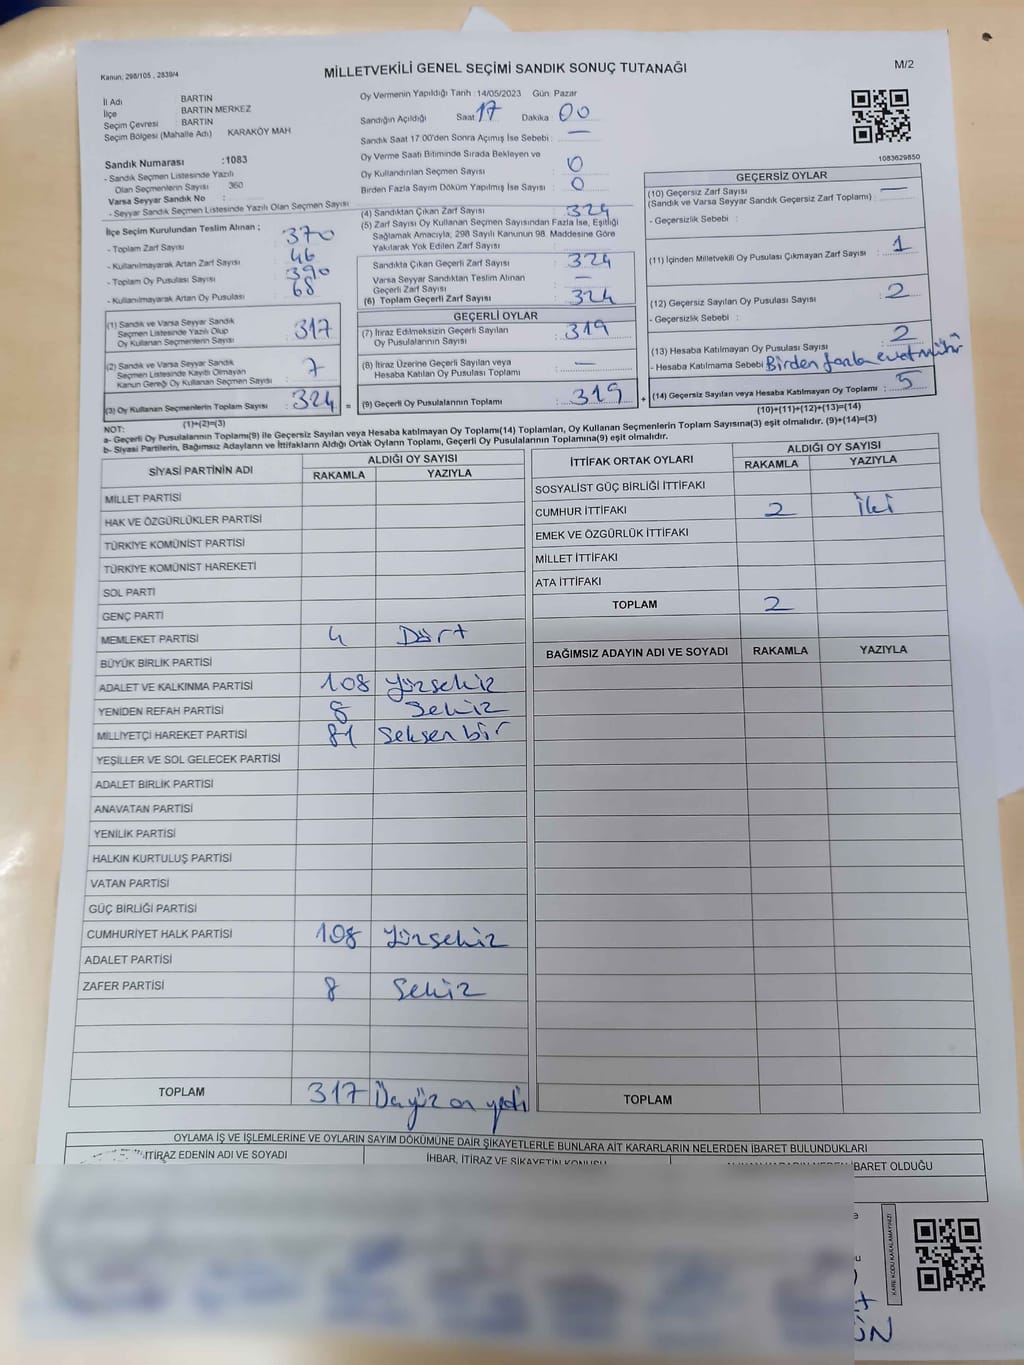 Kanun, 298/105 , 2839/4
MİLLETVEKİLİ GENEL SEÇİMİ SANDIK SONUÇ TUTANAĞI
M/2
İl Adı : BARTIN
İlçe : BARTIN MERKEZ
Seçim Çevresi : BARTIN
Seçim Bölgesi (Mahalle Adı) KARAKÖY MAH
Sandık Numarası :1083
- Sandık Seçmen Listesinde Yazılı
Olan Seçmenlerin Sayısı 360
Varsa Seyyar Sandık No :
- Seyyar Sandık Seçmen Listesinde Yazılı Olan Seçmen Sayısı
İlçe Seçim Kurulundan Teslim Alınan ;
- Toplam Zarf Sayısı : 370
- Kullanılmayarak Artan Zarf Sayısı : 46
- Toplam Oy Pusulası Sayısı : 390
- Kullanılmayarak Artan Oy Pusulası : 68
(1) Sandık ve Varsa Seyyar Sandık
Seçmen Listesinde Yazılı Olup
Oy Kullanan Seçmenlerin Sayısı : 317
(2) Sandık ve Varsa Seyyar Sandık
Seçmen Listesinde Kayıtlı Olmayan
Kanun Gereği Oy Kullanan Seçmen Sayısı : 7
(3) Oy Kullanan Seçmenlerin Toplam Sayısı : 324 =
(1)+(2)=(3)
Oy Vermenin Yapıldığı Tarih : 14/05/2023 Gün Pazar
Sandığın Açıldığı Saat 17 Dakika 00
Sandık Saat 17.00'den Sonra Açımış İse Sebebi : —
Oy Verme Saati Bitiminde Sırada Bekleyen ve
Oy Kullandırılan Seçmen Sayısı : 0
Birden Fazla Sayım Döküm Yapılmış İse Sayısı : 0
(4) Sandıktan Çıkan Zarf Sayısı : 324
(5) Zarf Sayısı Oy Kullanan Seçmen Sayısından Fazla İse, Eşitliği
Sağlamak Amacıyla, 298 Sayılı Kanunun 98. Maddesine Göre
Yakılarak Yok Edilen Zarf Sayısı :
Sandıkta Çıkan Geçerli Zarf Sayısı : 324
Varsa Seyyar Sandıktan Teslim Alınan
Geçerli Zarf Sayısı : —
(6) Toplam Geçerli Zarf Sayısı : 324
GEÇERLİ OYLAR
(7) İtiraz Edilmeksizin Geçerli Sayılan
Oy Pusulalarının Sayısı : 319
(8) İtiraz Üzerine Geçerli Sayılan veya
Hesaba Katılan Oy Pusulası Toplamı : —
(9) Geçerli Oy Pusulalarının Toplamı : 319 +
1083629850
GEÇERSİZ OYLAR
(10) Geçersiz Zarf Sayısı
(Sandık ve Varsa Seyyar Sandık Geçersiz Zarf Toplamı) : —
- Geçersizlik Sebebi :
(11) İçinden Milletvekili Oy Pusulası Çıkmayan Zarf Sayısı : 1
(12) Geçersiz Sayılan Oy Pusulası Sayısı : 2
- Geçersizlik Sebebi :
(13) Hesaba Katılmayan Oy Pusulası Sayısı : 2
- Hesaba Katılmama Sebebi : Birden fazla evet mühür
(14) Geçersiz Sayılan veya Hesaba Katılmayan Oy Toplamı : 5
(10)+(11)+(12)+(13)=(14)
NOT:
a- Geçerli Oy Pusulalarının Toplamı(9) ile Geçersiz Sayılan veya Hesaba Katılmayan Oy Toplamı(14) Toplamları, Oy Kullanan Seçmenlerin Toplam Sayısına(3) eşit olmalıdır. (9)+(14)=(3)
b- Siyasi Partilerin, Bağımsız Adayların ve İttifakların Aldığı Ortak Oyların Toplamı, Geçerli Oy Pusulalarının Toplamına(9) eşit olmalıdır.
SİYASİ PARTİNİN ADI ALDIĞI OY SAYISI
RAKAMLA YAZIYLA
MİLLET PARTİSİ
HAK VE ÖZGÜRLÜKLER PARTİSİ
TÜRKİYE KOMÜNİST PARTİSİ
TÜRKİYE KOMÜNİST HAREKETİ
SOL PARTİ
GENÇ PARTİ
MEMLEKET PARTİSİ 4 Dört
BÜYÜK BİRLİK PARTİSİ
ADALET VE KALKINMA PARTİSİ 108 Yüzsekiz
YENİDEN REFAH PARTİSİ 8 Sekiz
MİLLİYETÇİ HAREKET PARTİSİ 81 Seksen bir
YEŞİLLER VE SOL GELECEK PARTİSİ
ADALET BİRLİK PARTİSİ
ANAVATAN PARTİSİ
YENİLİK PARTİSİ
HALKIN KURTULUŞ PARTİSİ
VATAN PARTİSİ
GÜÇ BİRLİĞİ PARTİSİ
CUMHURİYET HALK PARTİSİ 108 Yüzsekiz
ADALET PARTİSİ
ZAFER PARTİSİ 8 Sekiz
TOPLAM 317 Üçyüz on yedi
İTTİFAK ORTAK OYLARI ALDIĞI OY SAYISI
RAKAMLA YAZIYLA
SOSYALİST GÜÇ BİRLİĞİ İTTİFAKI
CUMHUR İTTİFAKI 2 İki
EMEK VE ÖZGÜRLÜK İTTİFAKI
MİLLET İTTİFAKI
ATA İTTİFAKI
TOPLAM 2
BAĞIMSIZ ADAYIN ADI VE SOYADI RAKAMLA YAZIYLA
TOPLAM
OYLAMA İŞ VE İŞLEMLERİNE VE OYLARIN SAYIM DÖKÜMÜNE DAİR ŞİKAYETLERLE BUNLARA AİT KARARLARIN NELERDEN İBARET BULUNDUKLARI
İTİRAZ EDENİN ADI VE SOYADI
İHBAR, İTİRAZ VE ŞİKAYETİN KONUSU
İBARET OLDUĞU
KARE KODU KARALAMAYINIZ!